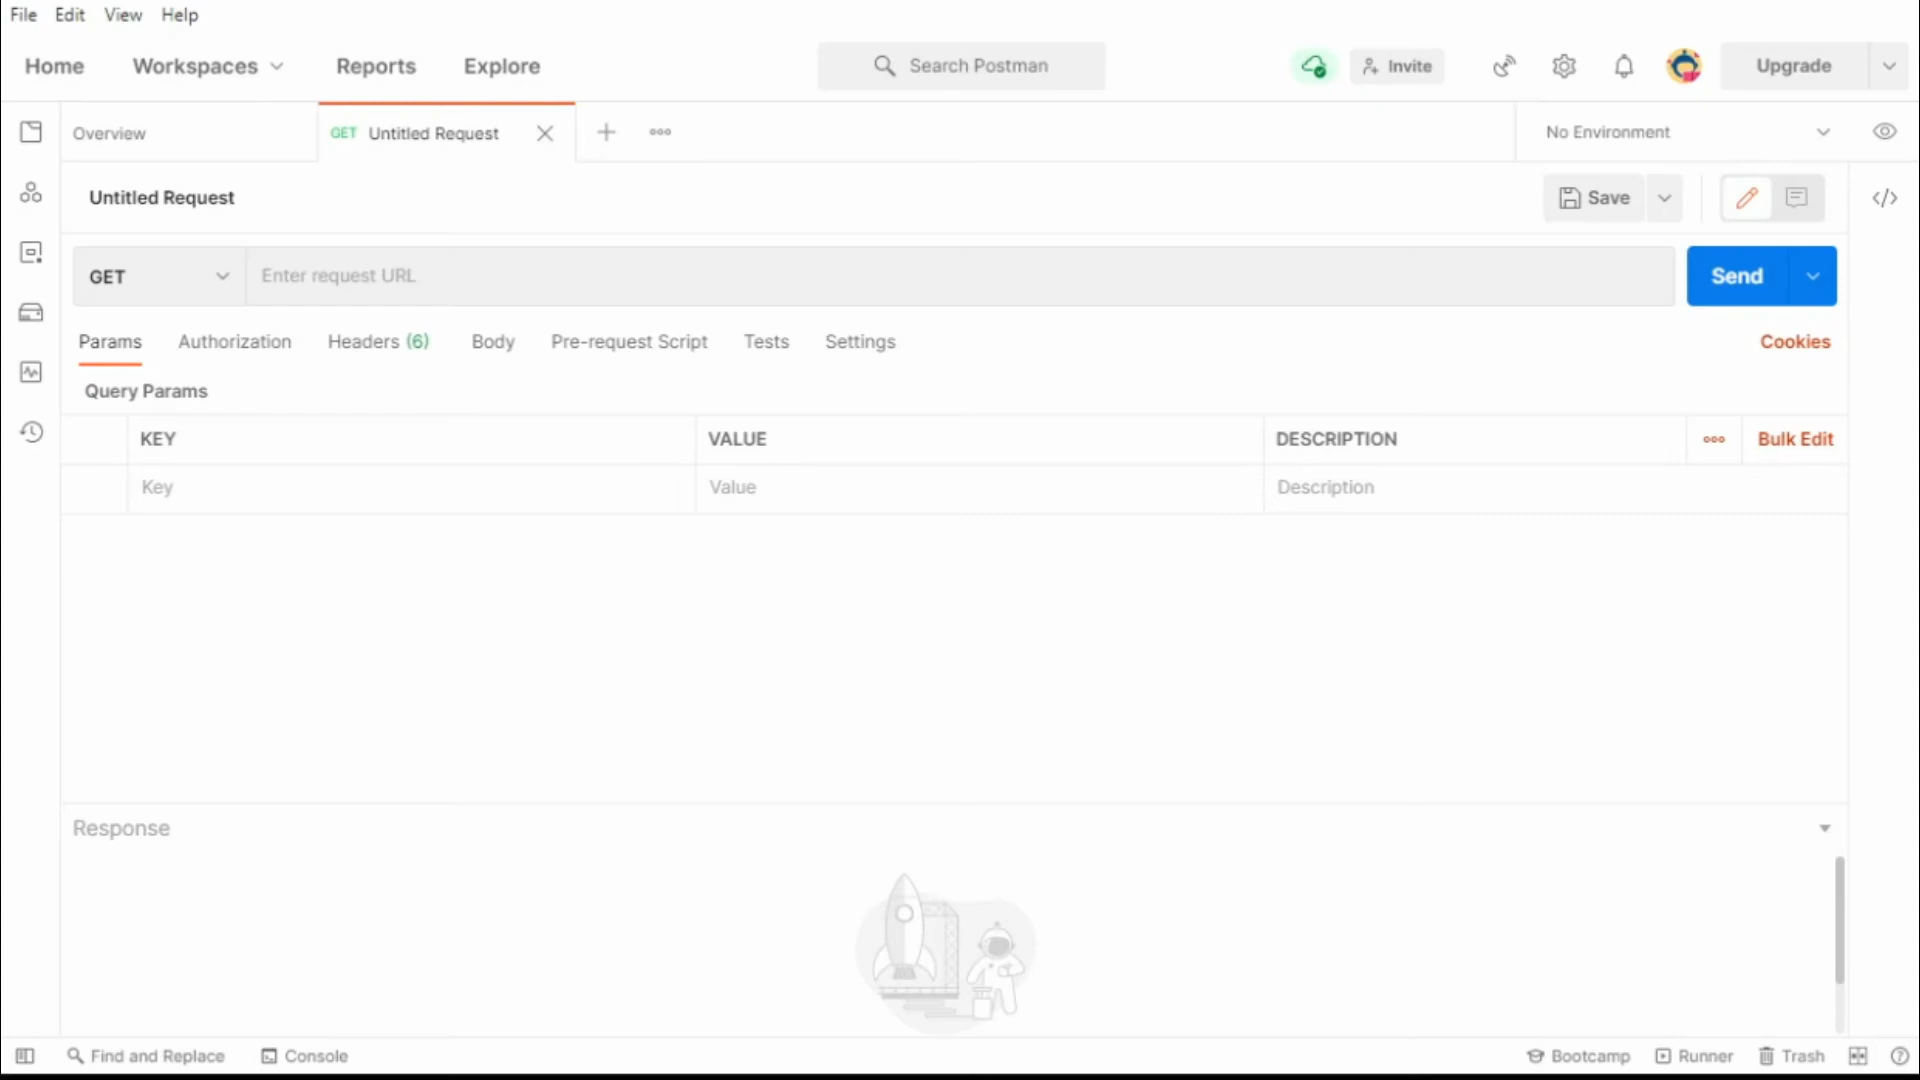 File Edit View Help
Home Workspaces Reports Explore Search Postman Invite Upgrade
Overview GET Untitled Request No Environment
Untitled Request Save
GET Enter request URL Send
Params Authorization Headers (6) Body Pre-request Script Tests Settings Cookies
Query Params
KEY VALUE DESCRIPTION Bulk Edit
Key Value Description
Response
Find and Replace Console Bootcamp Runner Trash